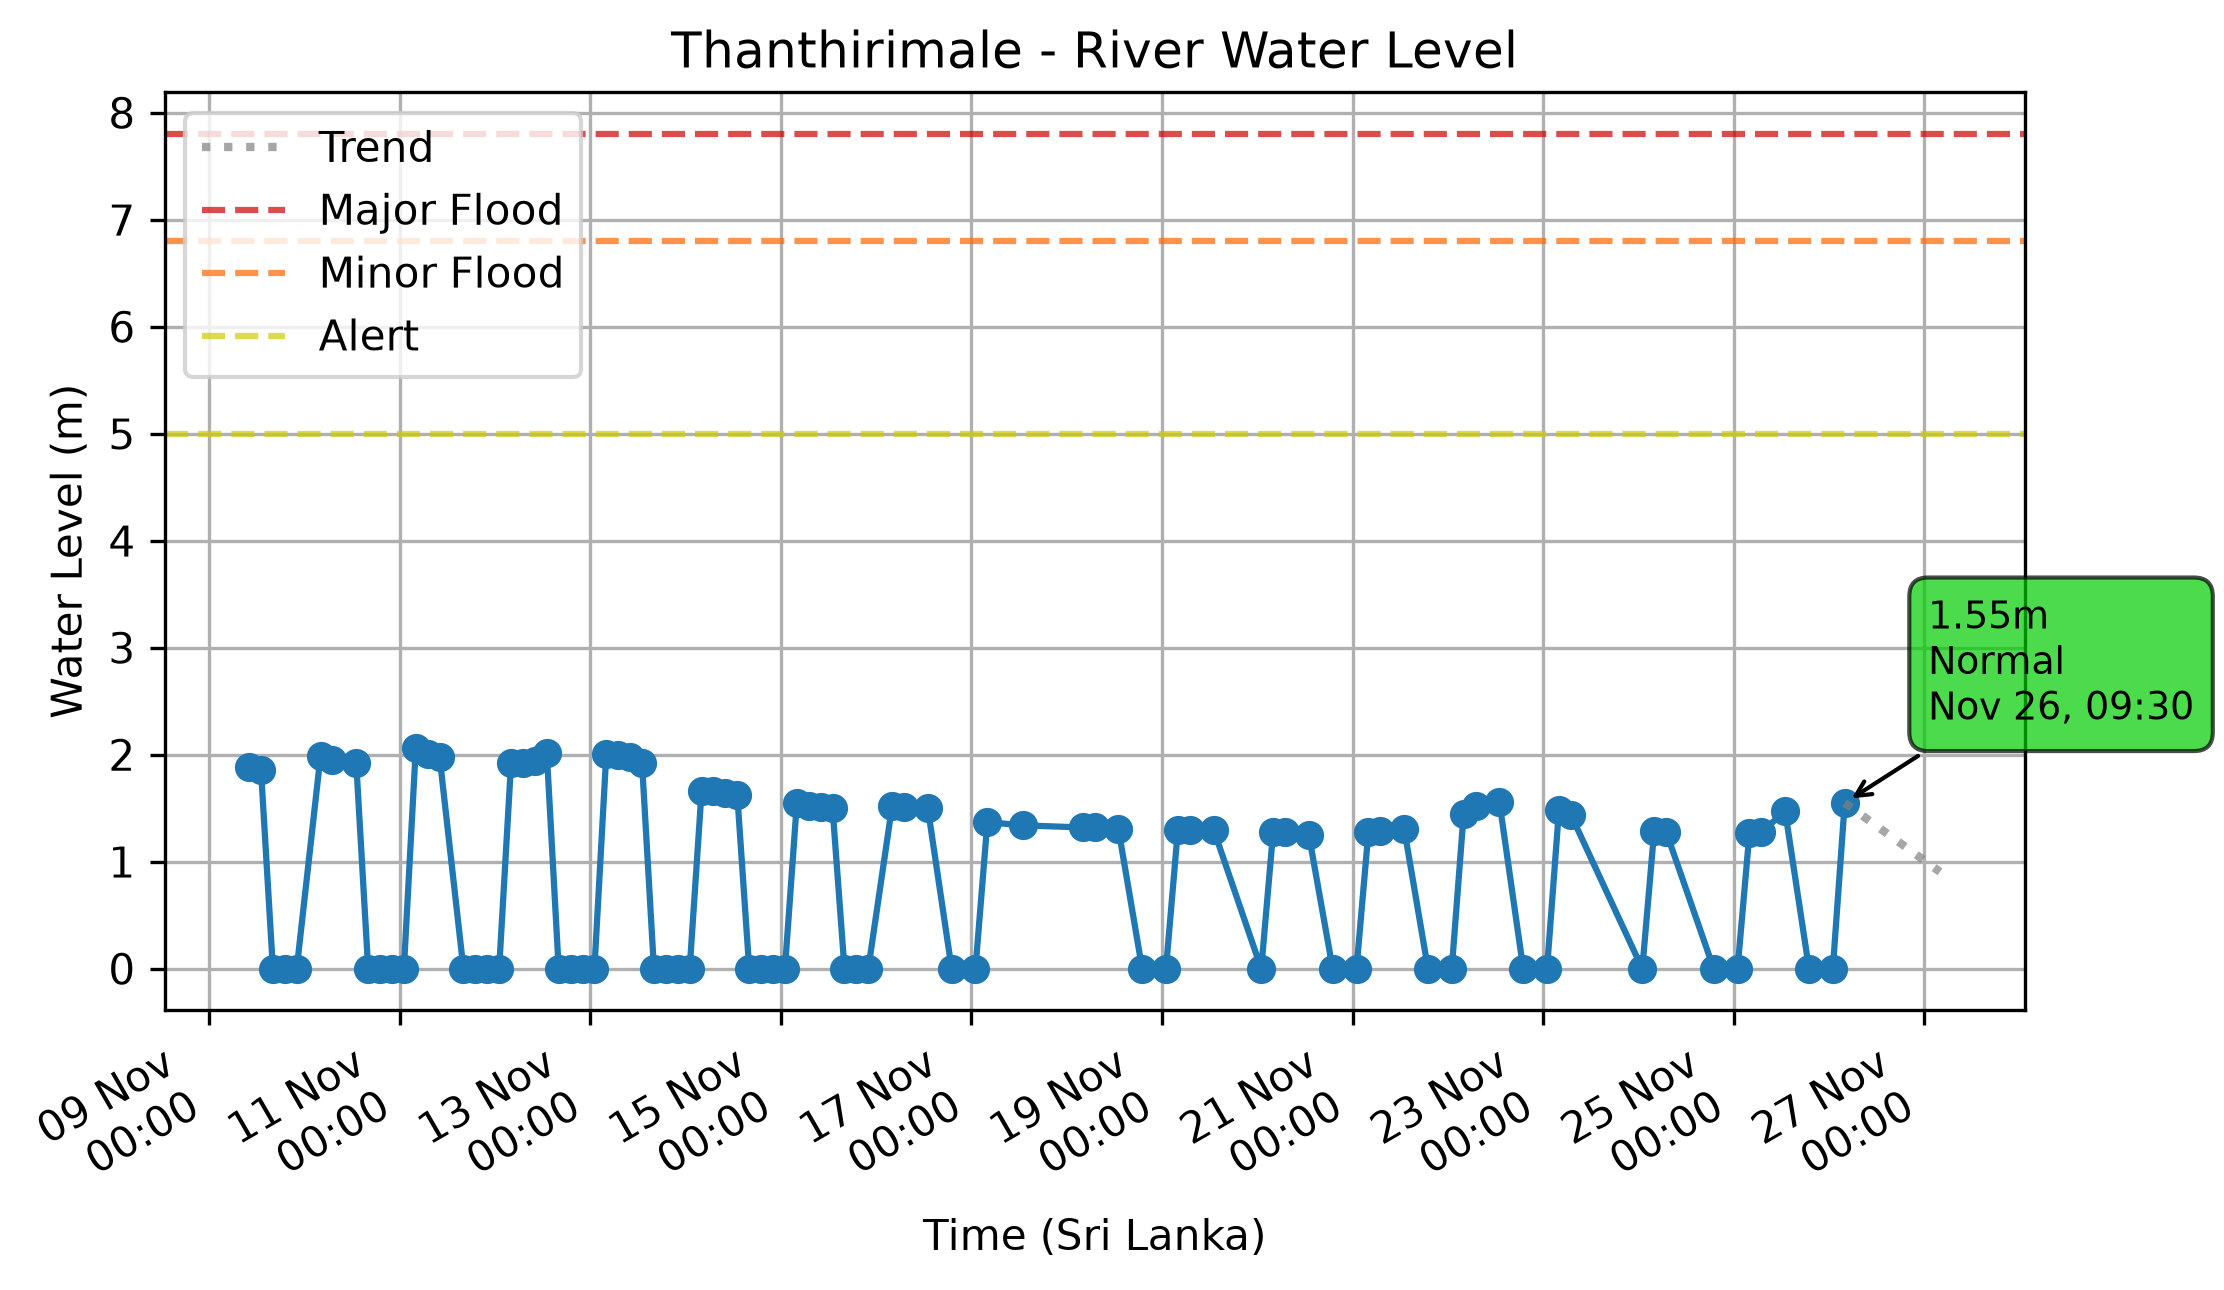 Thanthirimale - River Water Level
8
7
6
5
4
3
2
1
0
Water Level (m)
Trend
Major Flood
Minor Flood
Alert
1.55m
Normal
Nov 26, 09:30
09 Nov
00:00
11 Nov
00:00
13 Nov
00:00
15 Nov
00:00
17 Nov
00:00
19 Nov
00:00
21 Nov
00:00
23 Nov
00:00
25 Nov
00:00
27 Nov
00:00
Time (Sri Lanka)